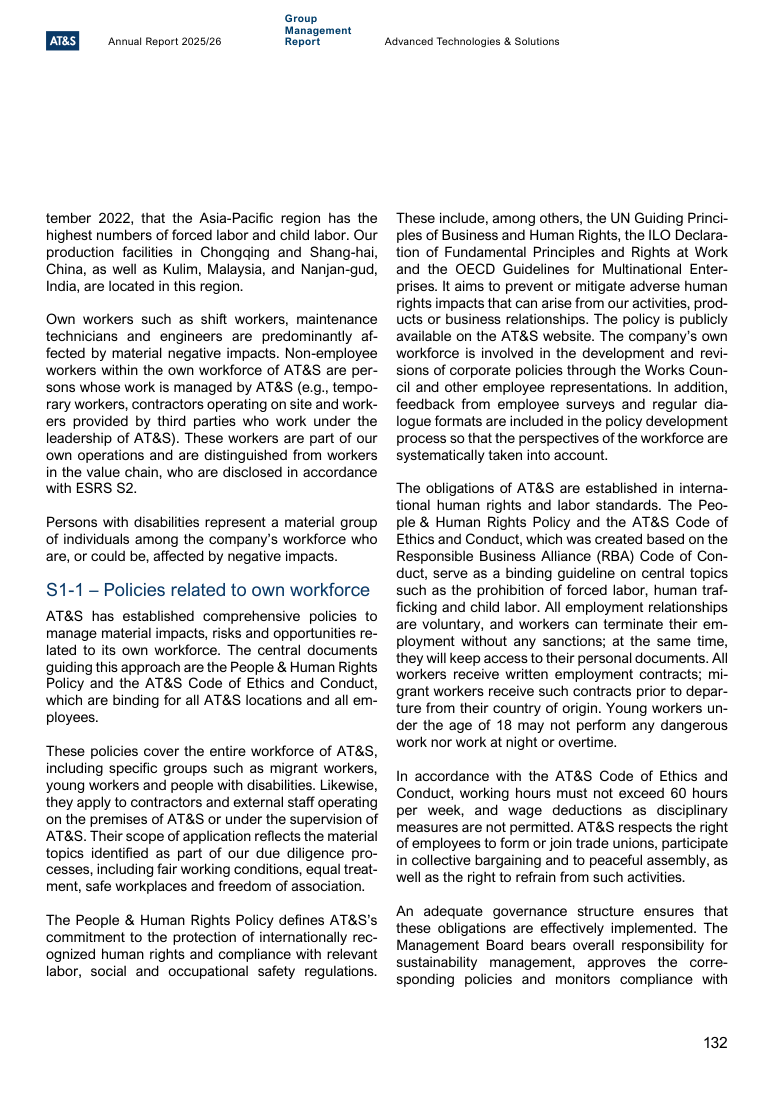 AT&S
Annual Report 2025/26
Group
Management
Report
Advanced Technologies & Solutions
tember 2022, that the Asia-Pacific region has the
highest numbers of forced labor and child labor. Our
production facilities in Chongqing and Shang-hai,
China, as well as Kulim, Malaysia, and Nanjan-gud,
India, are located in this region.
Own workers such as shift workers, maintenance
technicians and engineers are predominantly af-
fected by material negative impacts. Non-employee
workers within the own workforce of AT&S are per-
sons whose work is managed by AT&S (e.g., tempo-
rary workers, contractors operating on site and work-
ers provided by third parties who work under the
leadership of AT&S). These workers are part of our
own operations and are distinguished from workers
in the value chain, who are disclosed in accordance
with ESRS S2.
Persons with disabilities represent a material group
of individuals among the company’s workforce who
are, or could be, affected by negative impacts.
S1-1 – Policies related to own workforce
AT&S has established comprehensive policies to
manage material impacts, risks and opportunities re-
lated to its own workforce. The central documents
guiding this approach are the People & Human Rights
Policy and the AT&S Code of Ethics and Conduct,
which are binding for all AT&S locations and all em-
ployees.
These policies cover the entire workforce of AT&S,
including specific groups such as migrant workers,
young workers and people with disabilities. Likewise,
they apply to contractors and external staff operating
on the premises of AT&S or under the supervision of
AT&S. Their scope of application reflects the material
topics identified as part of our due diligence pro-
cesses, including fair working conditions, equal treat-
ment, safe workplaces and freedom of association.
The People & Human Rights Policy defines AT&S’s
commitment to the protection of internationally rec-
ognized human rights and compliance with relevant
labor, social and occupational safety regulations.
These include, among others, the UN Guiding Princi-
ples of Business and Human Rights, the ILO Declara-
tion of Fundamental Principles and Rights at Work
and the OECD Guidelines for Multinational Enter-
prises. It aims to prevent or mitigate adverse human
rights impacts that can arise from our activities, prod-
ucts or business relationships. The policy is publicly
available on the AT&S website. The company’s own
workforce is involved in the development and revi-
sions of corporate policies through the Works Coun-
cil and other employee representations. In addition,
feedback from employee surveys and regular dia-
logue formats are included in the policy development
process so that the perspectives of the workforce are
systematically taken into account.
The obligations of AT&S are established in interna-
tional human rights and labor standards. The Peo-
ple & Human Rights Policy and the AT&S Code of
Ethics and Conduct, which was created based on the
Responsible Business Alliance (RBA) Code of Con-
duct, serve as a binding guideline on central topics
such as the prohibition of forced labor, human traf-
ficking and child labor. All employment relationships
are voluntary, and workers can terminate their em-
ployment without any sanctions; at the same time,
they will keep access to their personal documents. All
workers receive written employment contracts; mi-
grant workers receive such contracts prior to depar-
ture from their country of origin. Young workers un-
der the age of 18 may not perform any dangerous
work nor work at night or overtime.
In accordance with the AT&S Code of Ethics and
Conduct, working hours must not exceed 60 hours
per week, and wage deductions as disciplinary
measures are not permitted. AT&S respects the right
of employees to form or join trade unions, participate
in collective bargaining and to peaceful assembly, as
well as the right to refrain from such activities.
An adequate governance structure ensures that
these obligations are effectively implemented. The
Management Board bears overall responsibility for
sustainability management, approves the corre-
sponding policies and monitors compliance with
132